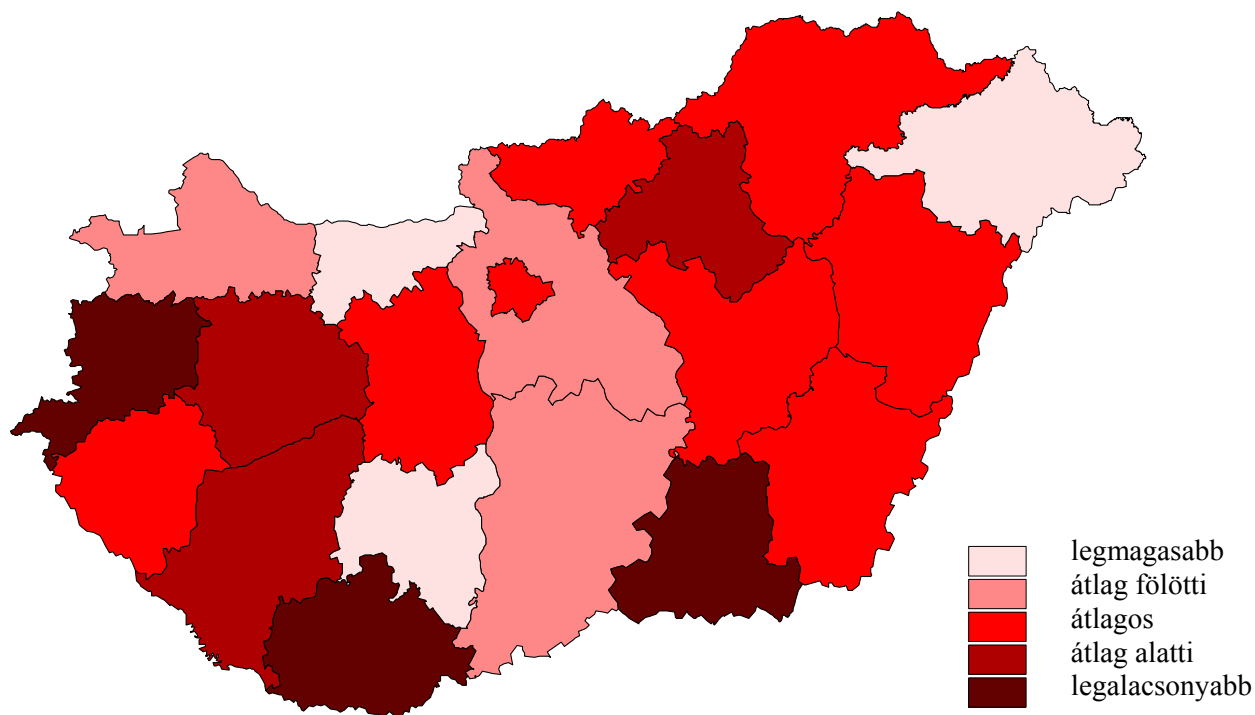 legmagasabb
átlag fölötti
átlagos
átlag alatti
legalacsonyabb